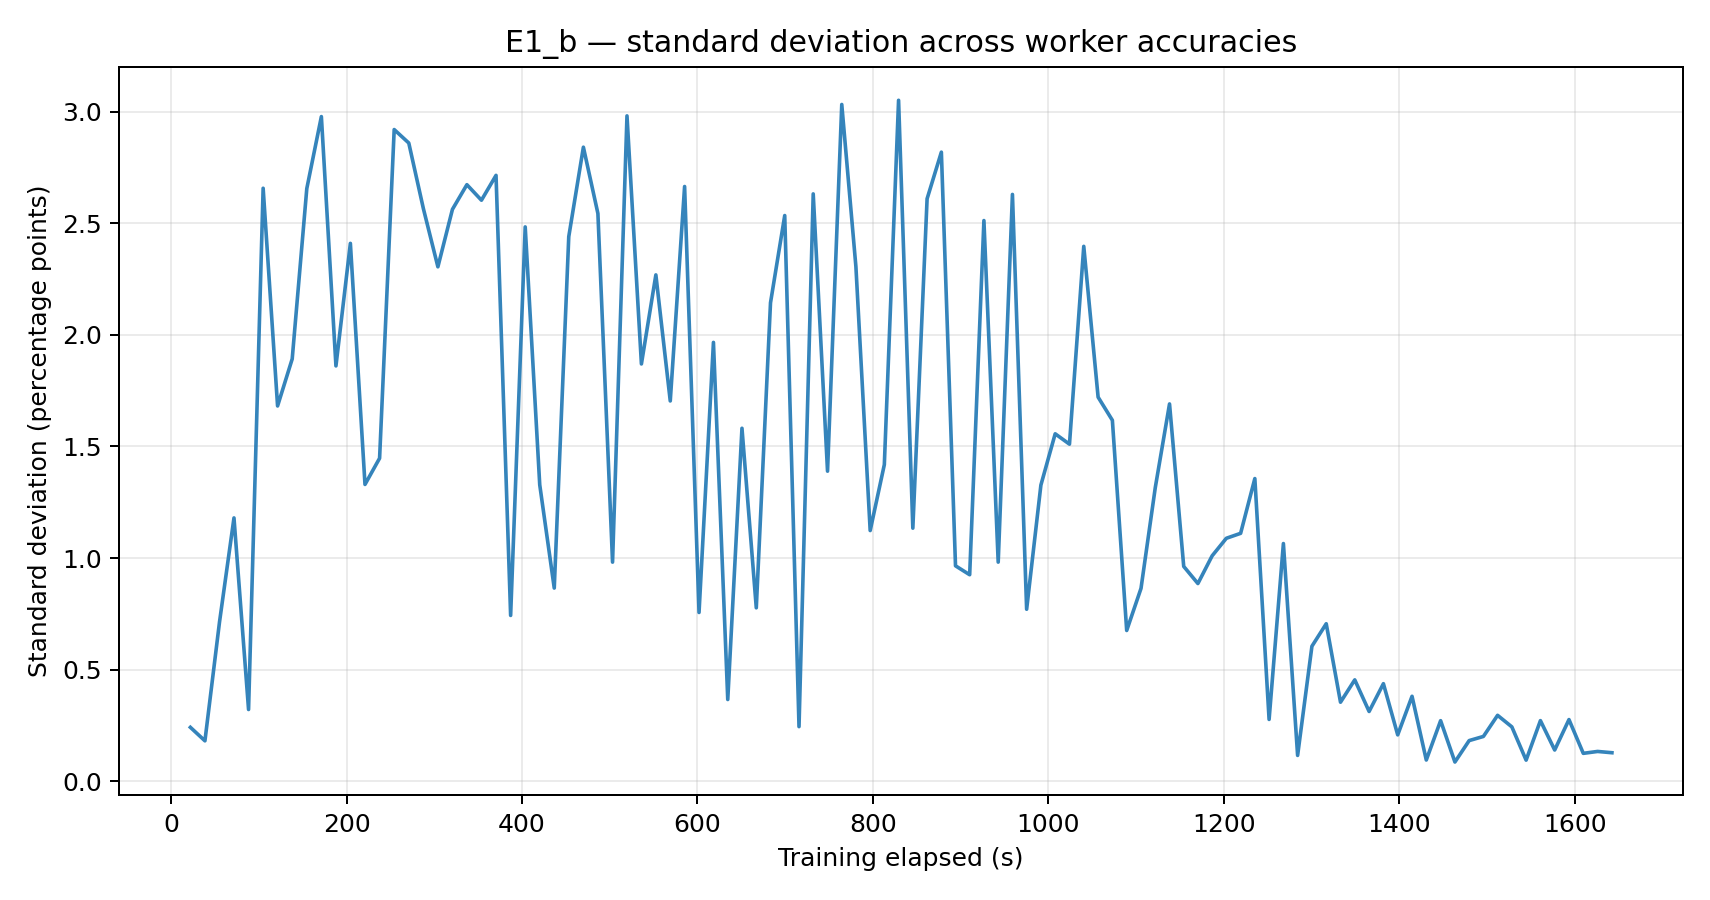 E1_b — standard deviation across worker accuracies
Standard deviation (percentage points)
3.0
2.5
2.0
1.5
1.0
0.5
0.0
0 200 400 600 800 1000 1200 1400 1600
Training elapsed (s)